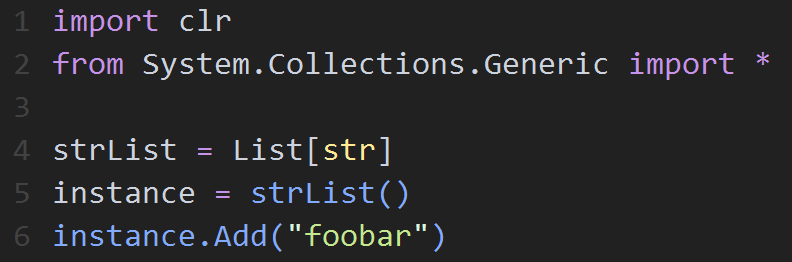 1 import clr
2 from System.Collections.Generic import *
3
4 strList = List[str]
5 instance = strList()
6 instance.Add("foobar")